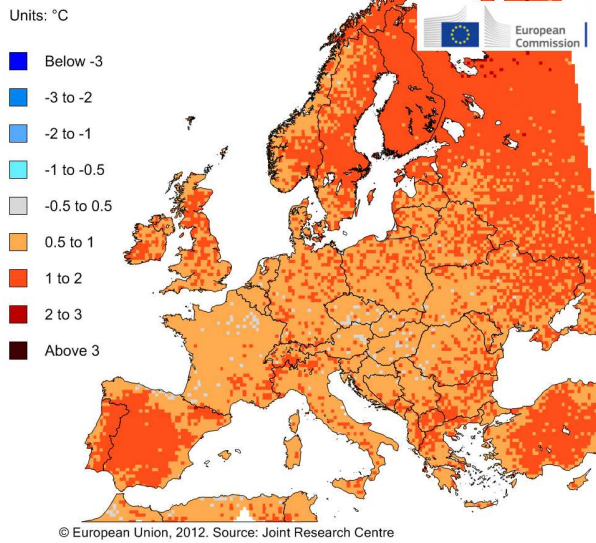 Units: °C
European
Commission
Below -3
-3 to -2
-2 to -1
-1 to -0.5
-0.5 to 0.5
0.5 to 1
1 to 2
2 to 3
Above 3
© European Union, 2012. Source: Joint Research Centre